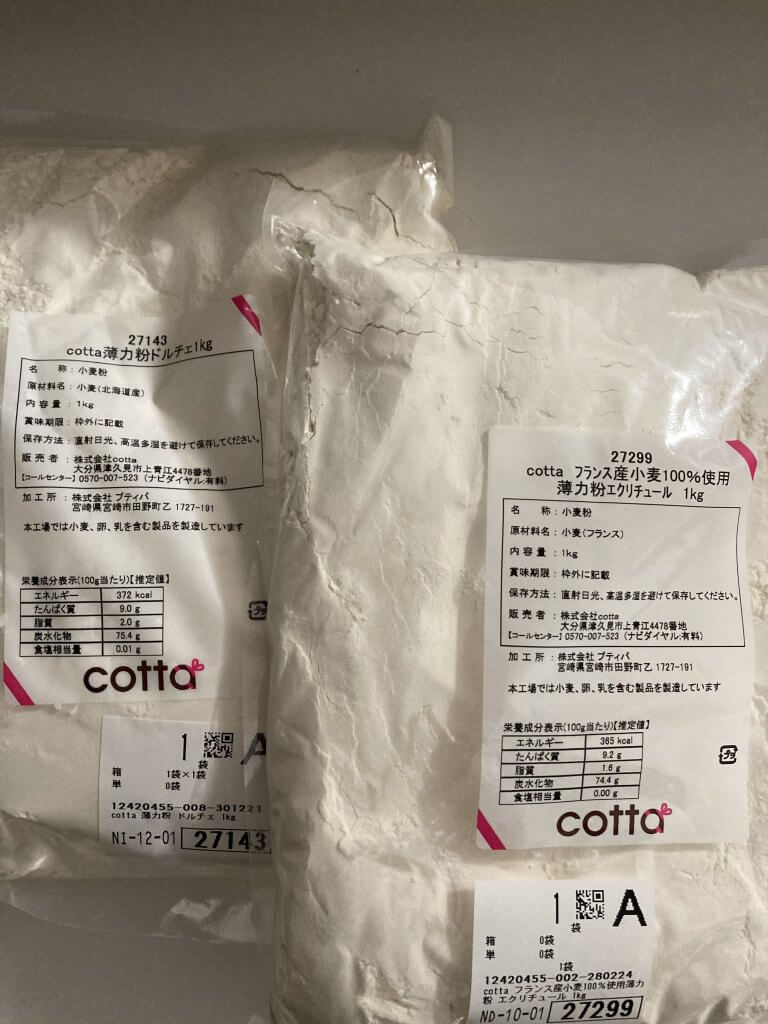 27143
cotta薄力粉ドルチェ1kg
名 称：小麦粉
原材料名：小麦(北海道産)
内容量：1kg
賞味期限：枠外に記載
保存方法：直射日光、高温多湿を避けて保存してください。
販売者：株式会社cotta
大分県津久見市上青江4478番地
【コールセンター】0570-007-523（ナビダイヤル:有料)
加工所：株式会社 プティパ
宮崎県宮崎市田野町乙 1727-191
本工場では小麦、卵、乳を含む製品を製造しています
栄養成分表示(100g当たり)【推定値】
エネルギー 372 kcal
たんぱく質 9.0 g
脂質 2.0 g
炭水化物 75.4 g
食塩相当量 0.01 g
プラ
cotta
1 袋 A
箱 1袋×1袋
単 0袋
12420455-008-301223
cotta 薄力粉 ドルチェ 1kg
NI-12-01 27143
27299
cotta フランス産小麦100%使用
薄力粉エクリチュール 1kg
名 称：小麦粉
原材料名：小麦(フランス)
内容量：1kg
賞味期限：枠外に記載
保存方法：直射日光、高温多湿を避けて保存してください。
販売者：株式会社cotta
大分県津久見市上青江4478番地
【コールセンター】0570-007-523（ナビダイヤル:有料)
加工所：株式会社 プティパ
宮崎県宮崎市田野町乙 1727-191
本工場では小麦、卵、乳を含む製品を製造しています
栄養成分表示(100g当たり)【推定値】
エネルギー 365 kcal
たんぱく質 9.2 g
脂質 1.6 g
炭水化物 74.4 g
食塩相当量 0.00 g
プラ
cotta
1 袋 A
箱 0袋
単 0袋
1袋
12420455-002-280224
cotta フランス産小麦100%使用薄力
粉 エクリチュール 1kg
ND-10-01 27299